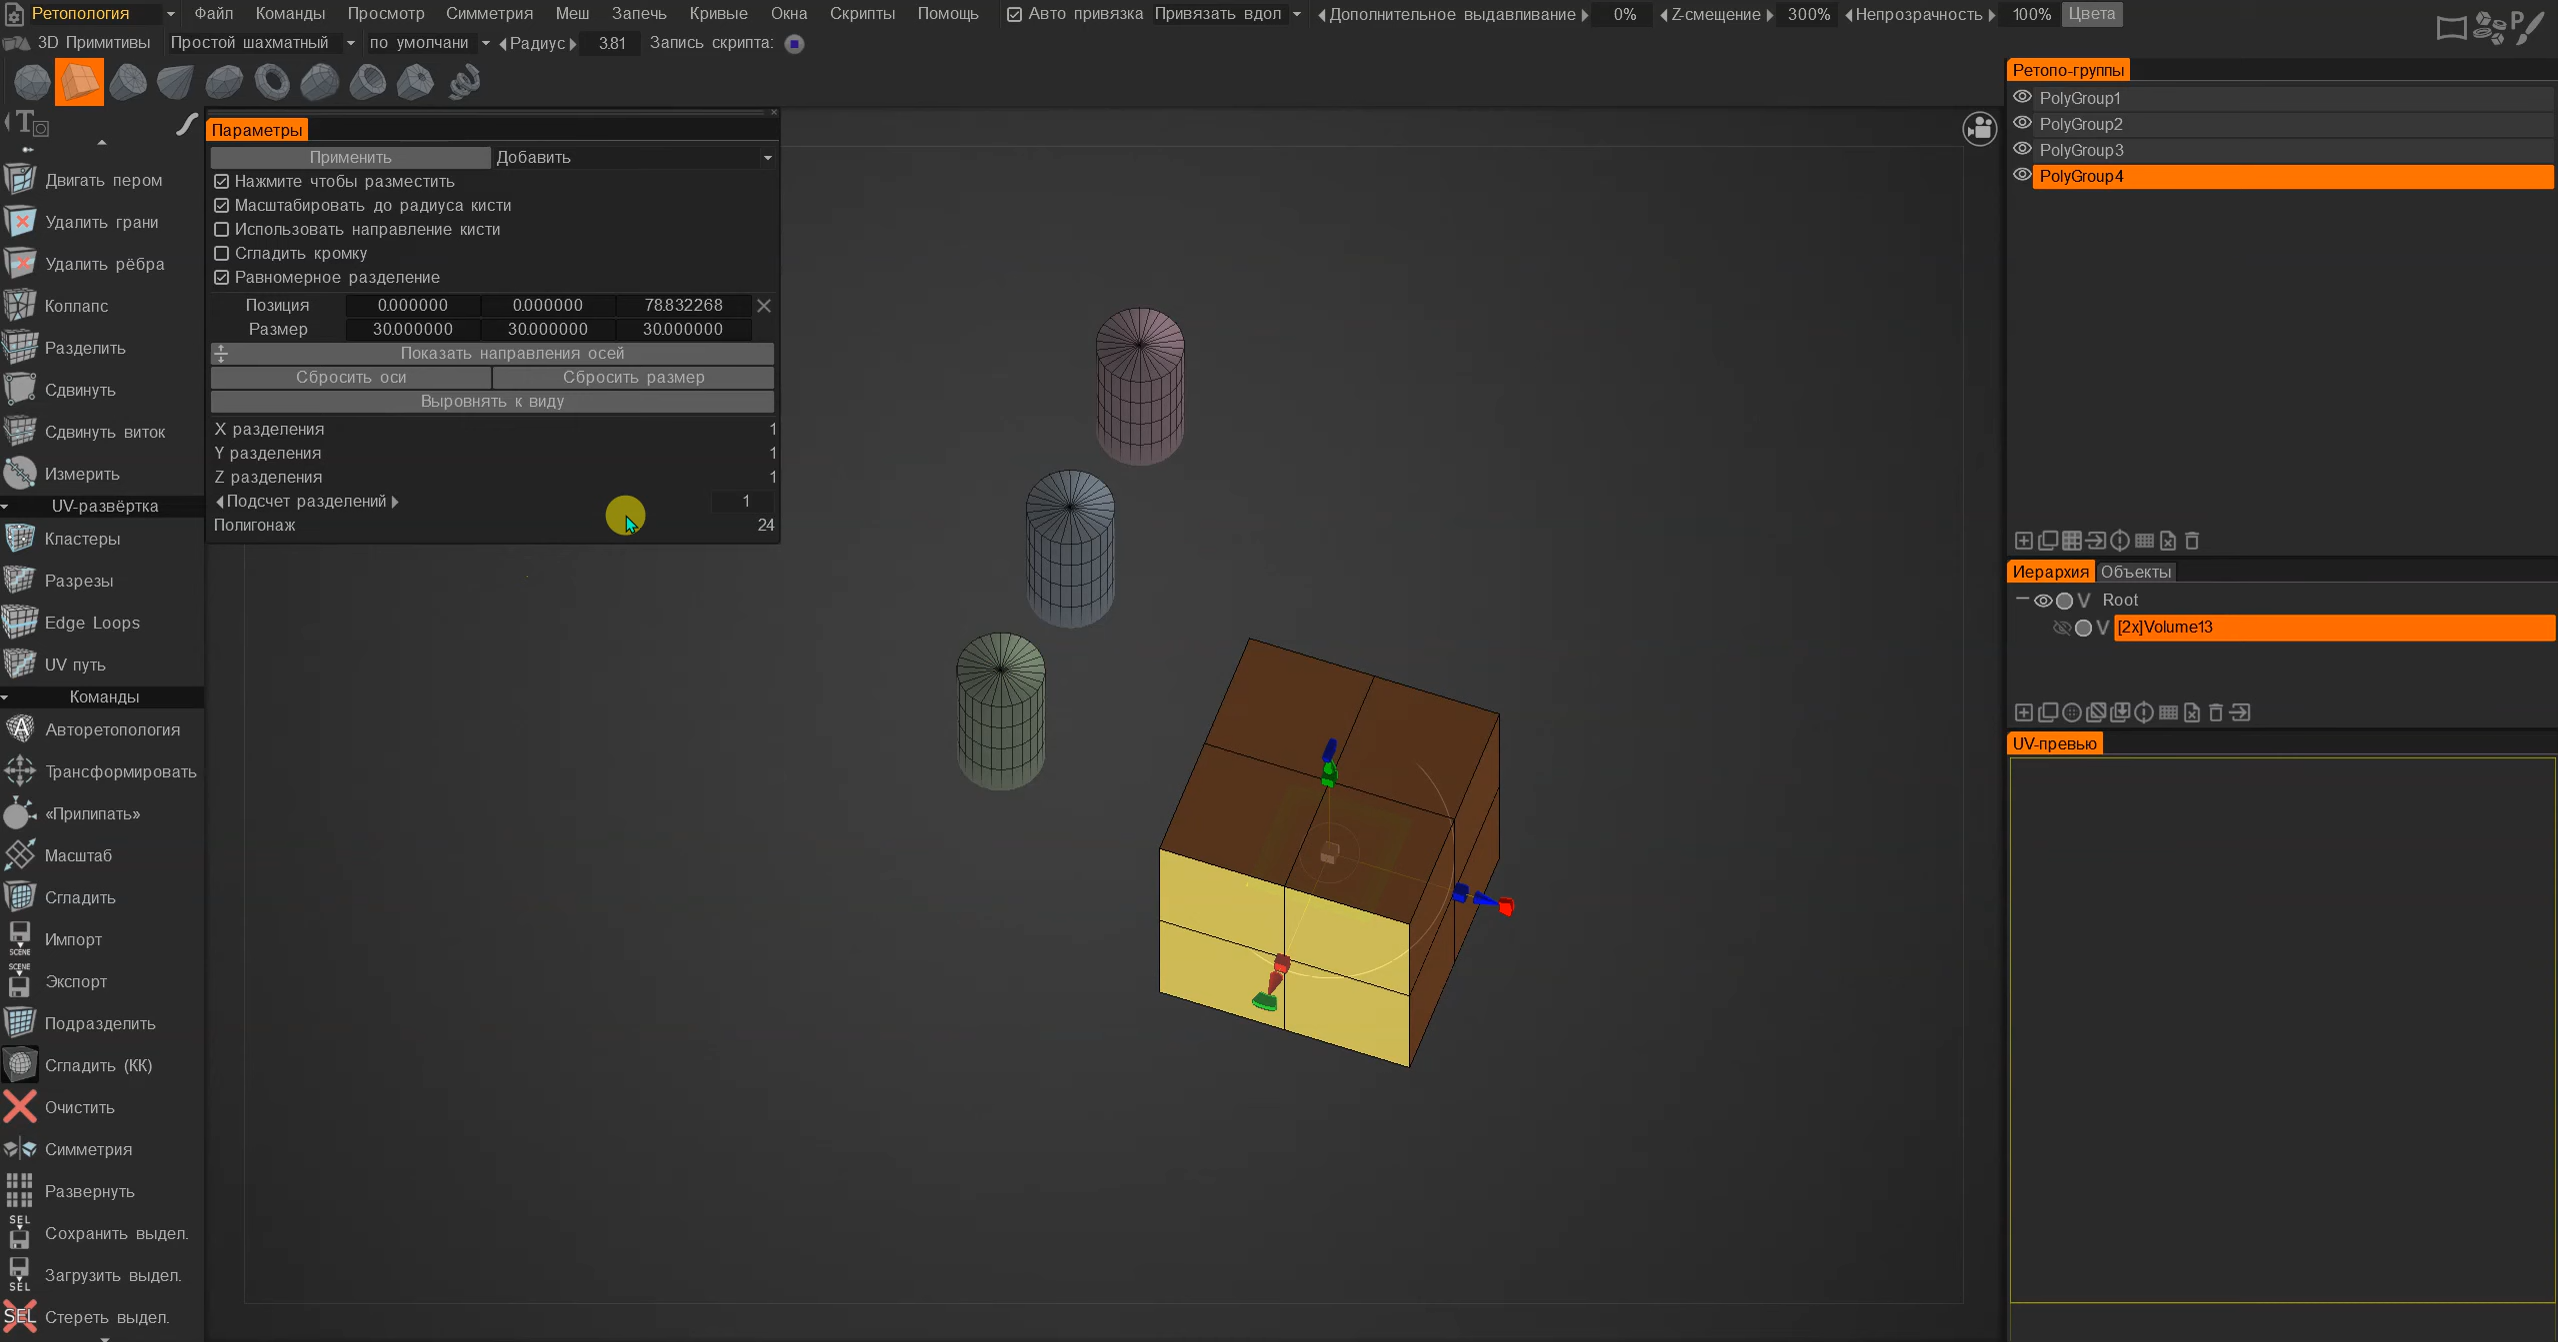 Ретопология Файл Команды Просмотр Симметрия Меш Запечь Кривые Окна Скрипты Помощь Авто привязка Привязать вдол Дополнительное выдавливание 0% Z-смещение 300% Непрозрачность 100% Цвета
3D Примитивы Простой шахматный по умолчани Радиус 3.81 Запись скрипта:
Параметры
Применить Добавить
Нажмите чтобы разместить
Масштабировать до радиуса кисти
Использовать направление кисти
Сгладить кромку
Равномерное разделение
Позиция 0.000000 0.000000 78.832268
Размер 30.000000 30.000000 30.000000
Показать направления осей
Сбросить оси Сбросить размер
Выровнять к виду
X разделения 1
Y разделения 1
Z разделения 1
Подсчет разделений 1
Полигонаж 24
Двигать пером
Удалить грани
Удалить рёбра
Коллапс
Разделить
Сдвинуть
Сдвинуть виток
Измерить
UV-развёртка
Кластеры
Разрезы
Edge Loops
UV путь
Команды
Авторетопология
Трансформировать
«Прилипать»
Масштаб
Сгладить
SCENE Импорт
SCENE Экспорт
Подразделить
Сгладить (КК)
Очистить
Симметрия
Развернуть
SEL Сохранить выдел.
SEL Загрузить выдел.
SEL Стереть выдел.
Ретопо-группы
PolyGroup1
PolyGroup2
PolyGroup3
PolyGroup4
Иерархия Объекты
V Root
V [2x]Volume13
UV-превью